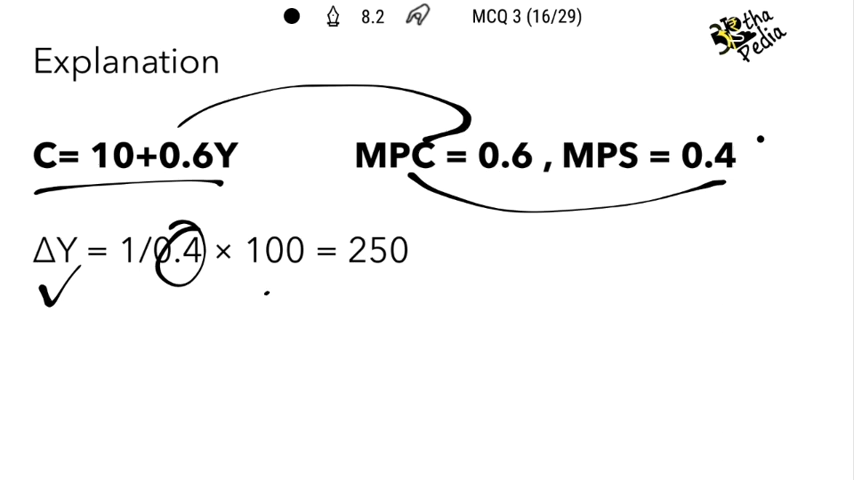 8.2 MCQ 3 (16/29)
Pedia
Explanation
C= 10+0.6Y MPC = 0.6 , MPS = 0.4
ΔY = 1/0.4 × 100 = 250